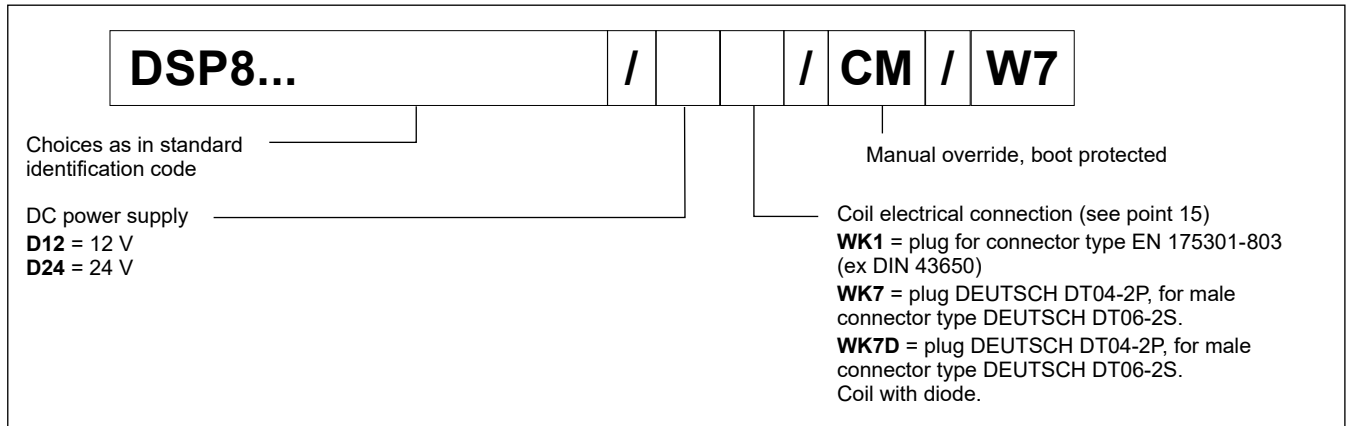 DSP8... / / CM / W7
Choices as in standard
identification code
Manual override, boot protected
DC power supply
D12 = 12 V
D24 = 24 V
Coil electrical connection (see point 15)
WK1 = plug for connector type EN 175301-803
(ex DIN 43650)
WK7 = plug DEUTSCH DT04-2P, for male
connector type DEUTSCH DT06-2S.
WK7D = plug DEUTSCH DT04-2P, for male
connector type DEUTSCH DT06-2S.
Coil with diode.